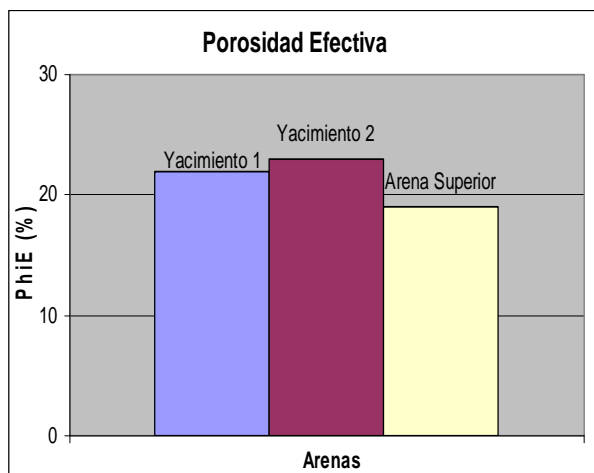 Porosidad Efectiva
30
Yacimiento 2
Yacimiento 1
Arena Superior
20
PhiE (%)
10
0
Arenas